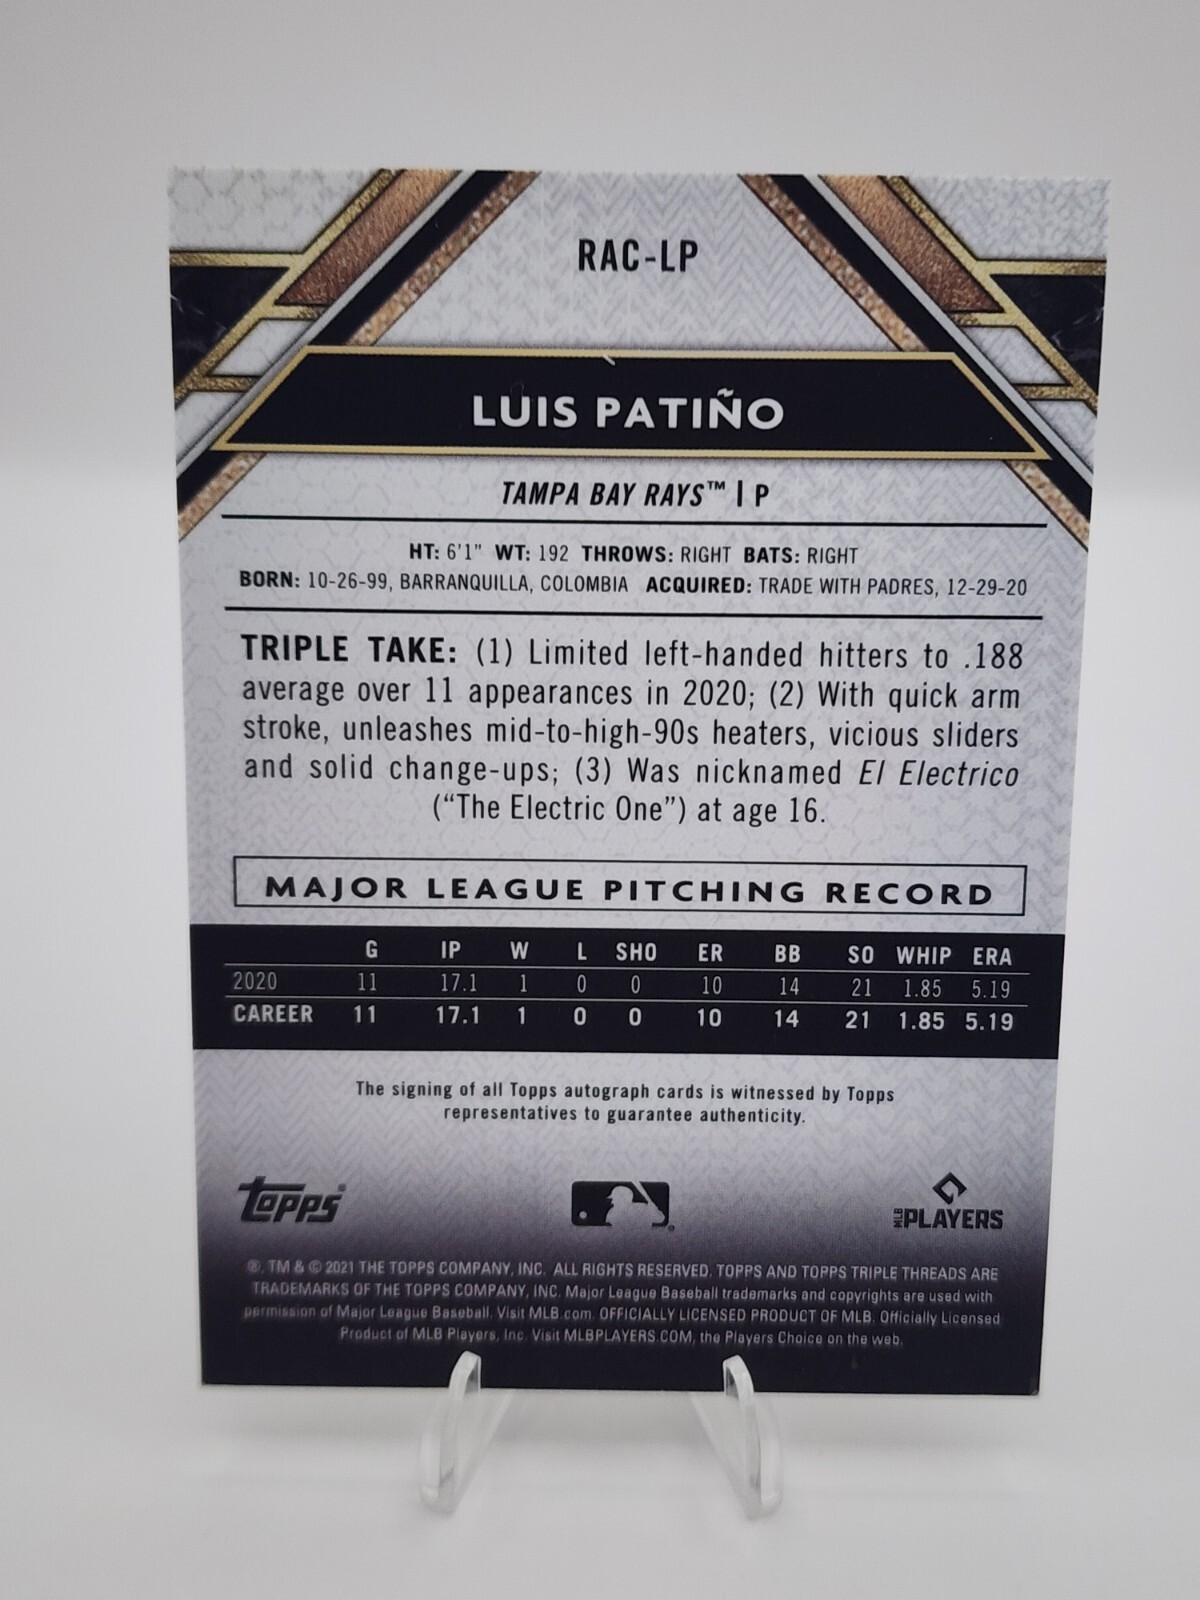 RAC-LP
LUIS PATIÑO
TAMPA BAY RAYS™ | P
HT: 6'1" WT: 192 THROWS: RIGHT BATS: RIGHT
BORN: 10-26-99, BARRANQUILLA, COLOMBIA ACQUIRED: TRADE WITH PADRES, 12-29-20
TRIPLE TAKE: (1) Limited left-handed hitters to .188
average over 11 appearances in 2020; (2) With quick arm
stroke, unleashes mid-to-high-90s heaters, vicious sliders
and solid change-ups; (3) Was nicknamed El Electrico
("The Electric One") at age 16.
MAJOR LEAGUE PITCHING RECORD
G IP W L SHO ER BB SO WHIP ERA
2020 11 17.1 1 0 0 10 14 21 1.85 5.19
CAREER 11 17.1 1 0 0 10 14 21 1.85 5.19
The signing of all Topps autograph cards is witnessed by Topps
representatives to guarantee authenticity.
Topps
MLB PLAYERS
®, TM & © 2021 THE TOPPS COMPANY, INC. ALL RIGHTS RESERVED. TOPPS AND TOPPS TRIPLE THREADS ARE
TRADEMARKS OF THE TOPPS COMPANY, INC. Major League Baseball trademarks and copyrights are used with
permission of Major League Baseball. Visit MLB.com. OFFICIALLY LICENSED PRODUCT OF MLB. Officially Licensed
Product of MLB Players, Inc. Visit MLBPLAYERS.COM, the Players Choice on the web.